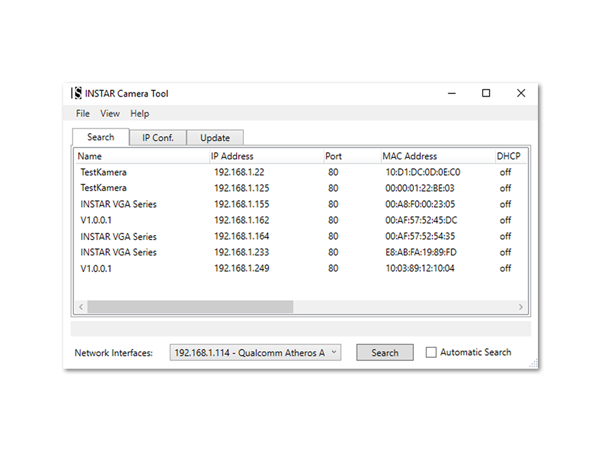 INSTAR Camera Tool
File View Help
Search IP Conf. Update
Name IP Address Port MAC Address DHCP
TestKamera 192.168.1.22 80 10:D1:DC:0D:0E:C0 off
TestKamera 192.168.1.125 80 00:00:01:22:BE:03 off
INSTAR VGA Series 192.168.1.155 80 00:A8:F0:00:23:05 off
V1.0.0.1 192.168.1.162 80 00:AF:57:52:45:DC off
INSTAR VGA Series 192.168.1.164 80 00:AF:57:52:54:35 off
INSTAR VGA Series 192.168.1.233 80 E8:AB:FA:19:89:FD off
V1.0.0.1 192.168.1.249 80 10:03:89:12:10:04 off
Network Interfaces: 192.168.1.114 - Qualcomm Atheros A Search Automatic Search